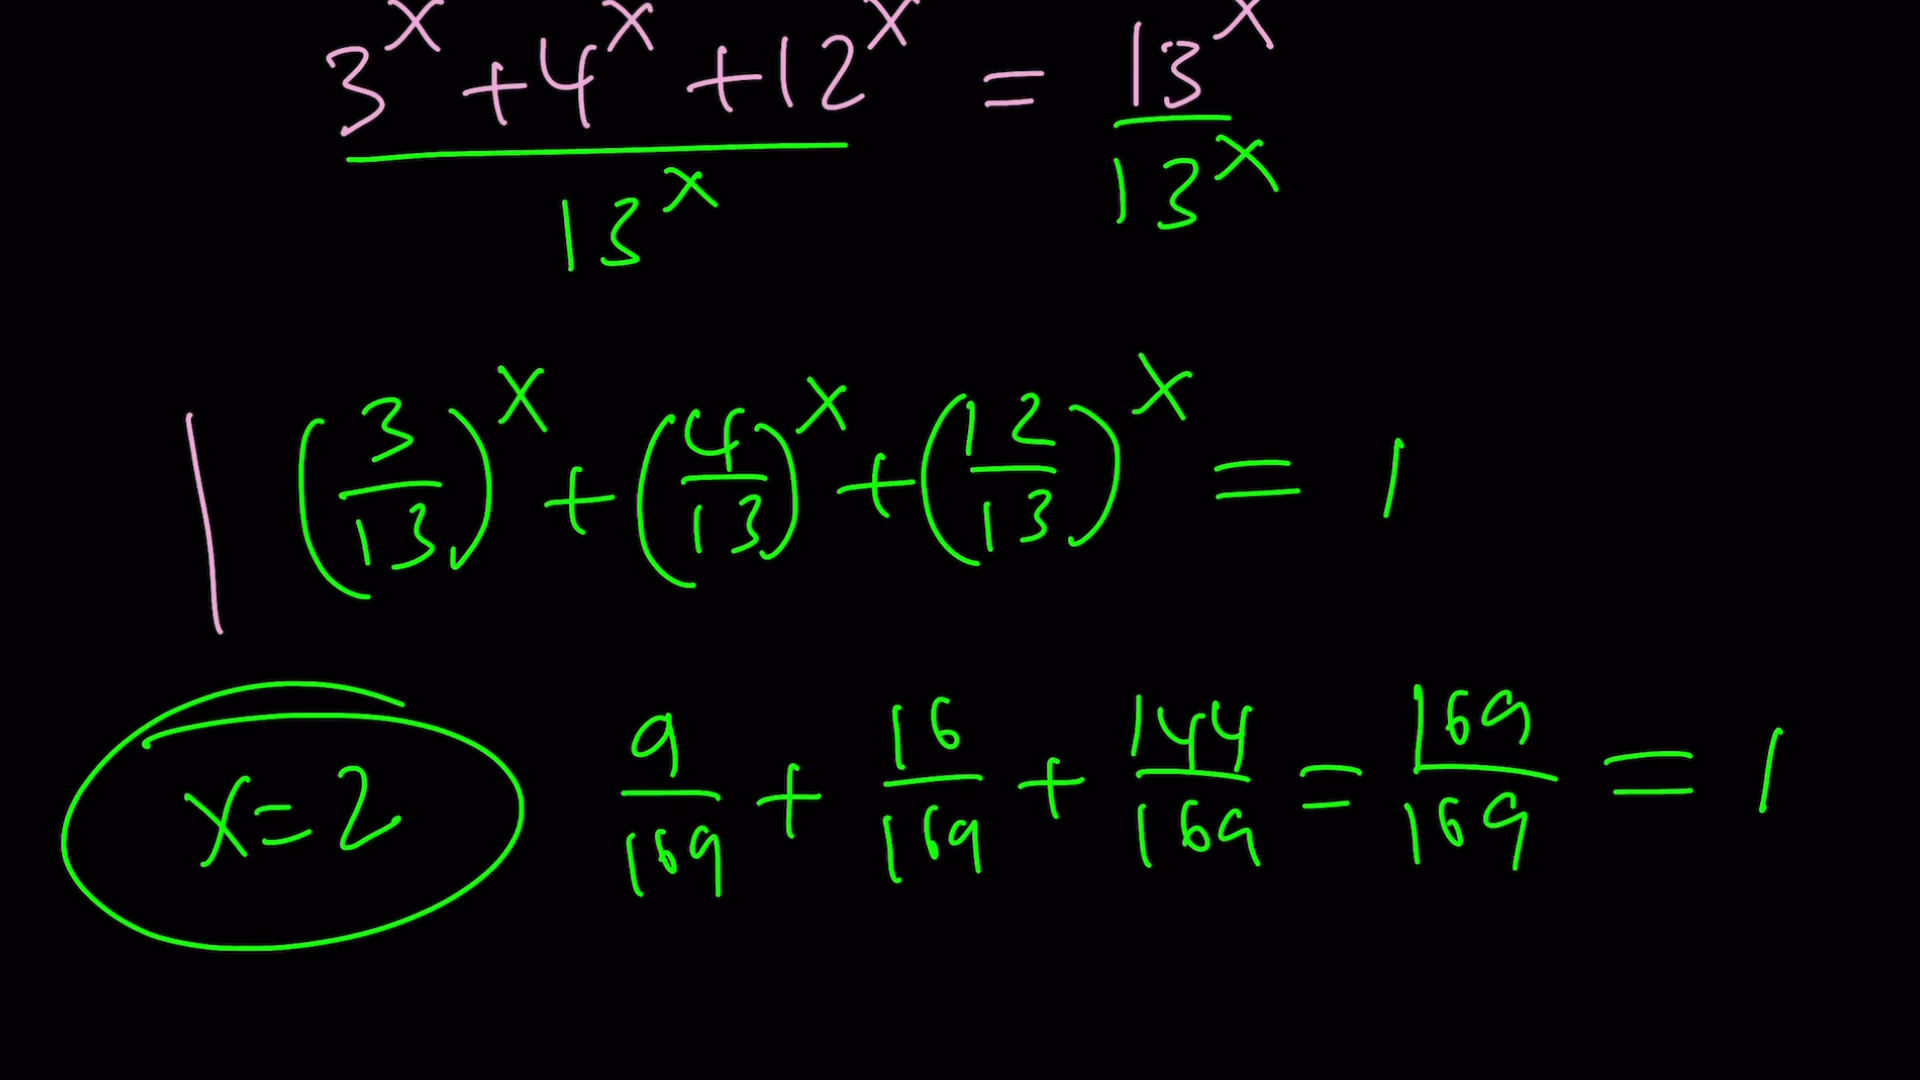 3^x + 4^x + 12^x = 13^x
13^x 13^x
| (3/13)^x + (4/13)^x + (12/13)^x = 1
x=2 9/169 + 16/169 + 144/169 = 169/169 = 1